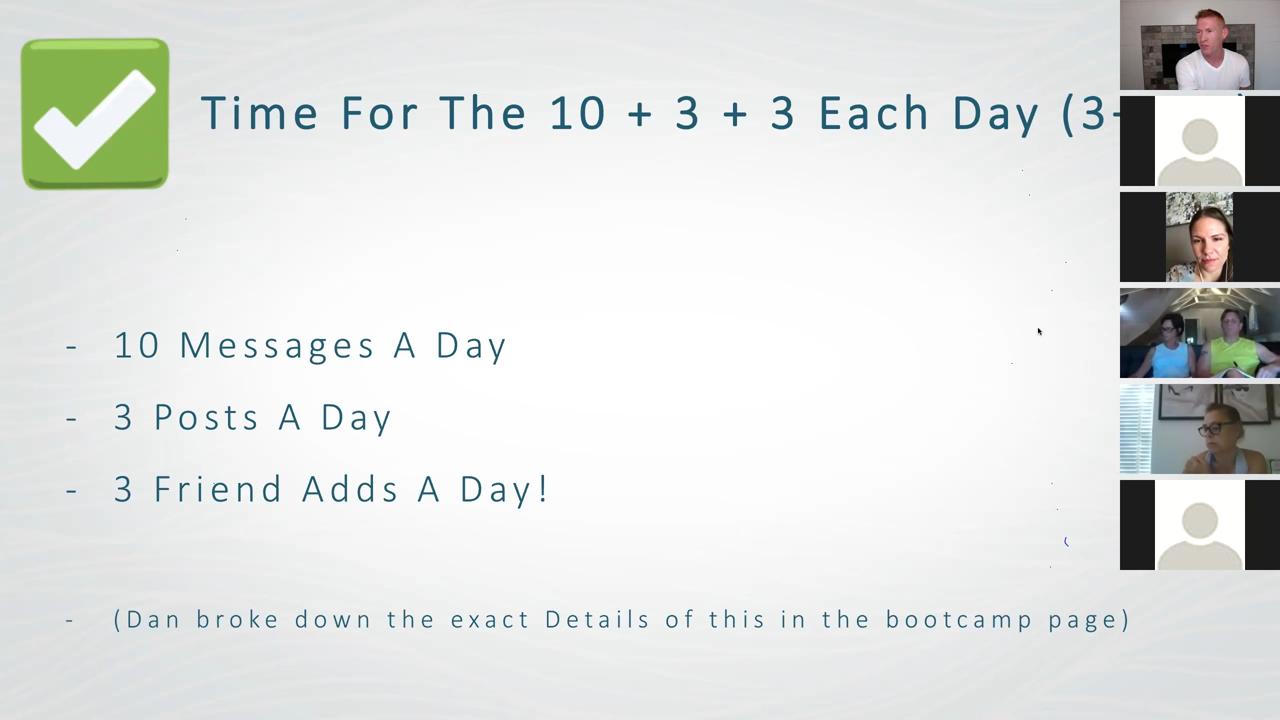 Time For The 10 + 3 + 3 Each Day (3-
- 10 Messages A Day
- 3 Posts A Day
- 3 Friend Adds A Day!
- (Dan broke down the exact Details of this in the bootcamp page)